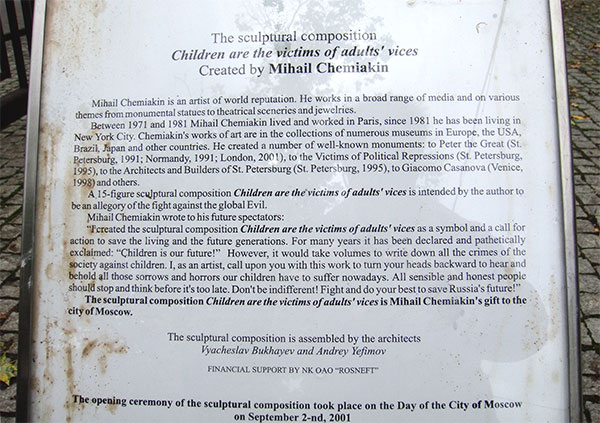 The sculptural composition
Children are the victims of adults' vices
Created by Mihail Chemiakin
Mihail Chemiakin is an artist of world reputation. He works in a broad range of media and on various
themes from monumental statues to theatrical sceneries and jewelries.
Between 1971 and 1981 Mihail Chemiakin lived and worked in Paris, since 1981 he has been living in
New York City. Chemiakin's works of art are in the collections of numerous museums in Europe, the USA,
Brazil, Japan and other countries. He created a number of well-known monuments: to Peter the Great (St.
Petersburg, 1991; Normandy, 1991; London, 2001), to the Victims of Political Repressions (St. Petersburg,
1995), to the Architects and Builders of St. Petersburg (St. Petersburg, 1995), to Giacomo Casanova (Venice,
1998) and others.
A 15-figure sculptural composition Children are the victims of adults' vices is intended by the author to
be an allegory of the fight against the global Evil.
Mihail Chemiakin wrote to his future spectators:
“I created the sculptural composition Children are the victims of adults' vices as a symbol and a call for
action to save the living and the future generations. For many years it has been declared and pathetically
exclaimed: “Children is our future!” However, it would take volumes to write down all the crimes of the
society against children. I, as an artist, call upon you with this work to turn your heads backward to hear and
behold all those sorrows and horrors our children have to suffer nowadays. All sensible and honest people
should stop and think before it's too late. Don't be indifferent! Fight and do your best to save Russia's future!”
The sculptural composition Children are the victims of adults' vices is Mihail Chemiakin's gift to the
city of Moscow.
The sculptural composition is assembled by the architects
Vyacheslav Bukhayev and Andrey Yefimov
FINANCIAL SUPPORT BY NK OAO “ROSNEFT”
The opening ceremony of the sculptural composition took place on the Day of the City of Moscow
on September 2-nd, 2001